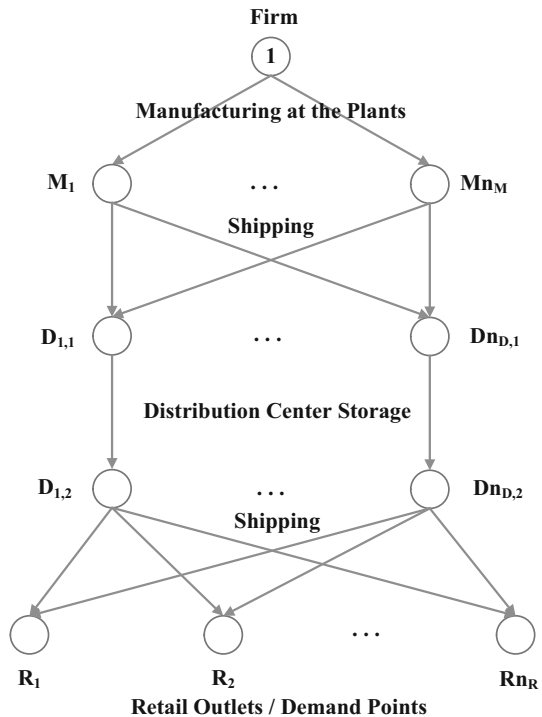 Firm
1
Manufacturing at the Plants
M1 ... MnM
Shipping
D1,1 ... DnD,1
Distribution Center Storage
D1,2 ... DnD,2
Shipping
R1 R2 ... RnR
Retail Outlets / Demand Points